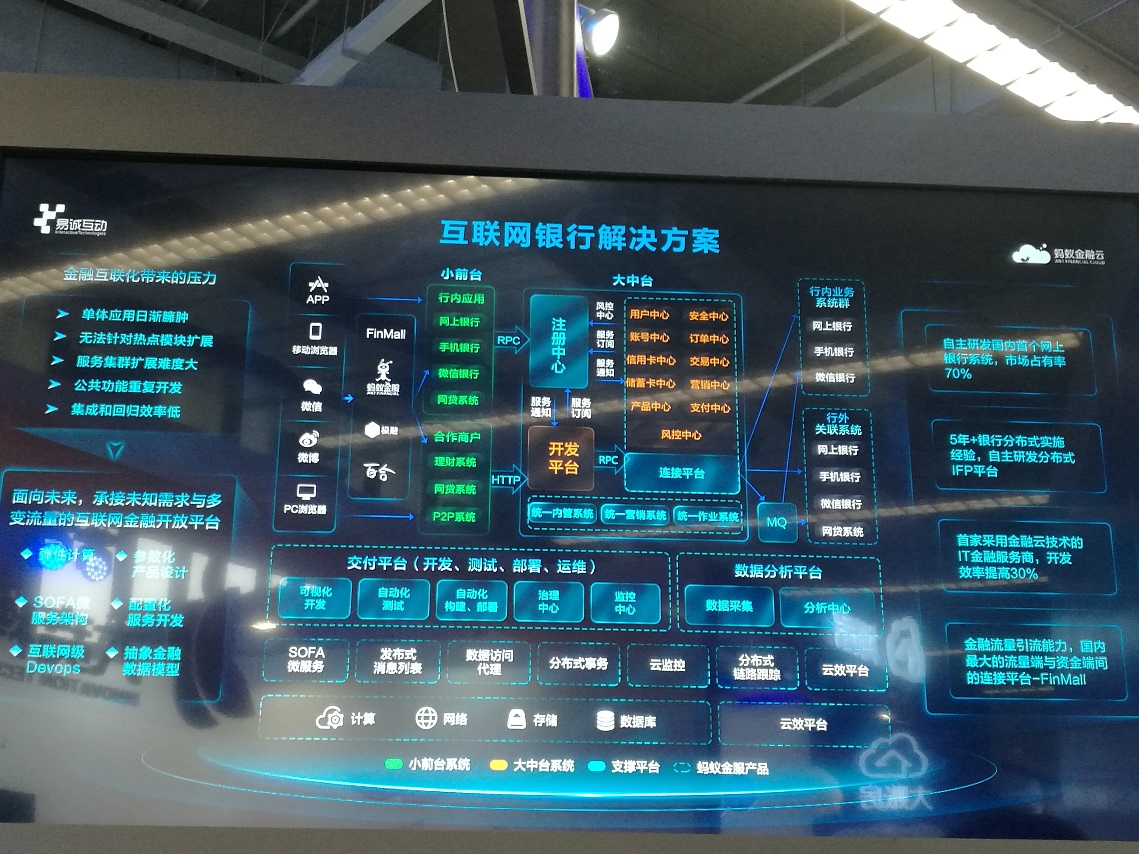 易诚互动
InteractiveTechnologies
互联网银行解决方案
蚂蚁金融云
ANT FINANCIAL CLOUD
金融互联化带来的压力
单体应用日渐臃肿
无法针对热点模块扩展
服务集群扩展难度大
公共功能重复开发
集成和回归效率低
面向未来，承接未知需求与多
变流量的互联网金融开放平台
弹性计算
参数化
产品设计
SOFA微
服务架构
配置化
服务开发
互联网级
Devops
抽象金融
数据模型
APP
移动浏览器
微信
微博
PC浏览器
FinMall
蚂蚁金服
极融
百合
小前台
行内应用
网上银行
手机银行
微信银行
网贷系统
合作商户
理财系统
网贷系统
P2P系统
RPC
HTTP
大中台
注册中心
风控
中心
服务
订阅
服务
通知
服务
通知
服务
订阅
开发
平台
RPC
用户中心
安全中心
账号中心
订单中心
信用卡中心
交易中心
储蓄卡中心
营销中心
产品中心
支付中心
风控中心
连接平台
统一内管系统
统一营销系统
统一作业系统
MQ
行内业务
系统群
网上银行
手机银行
微信银行
行外
关联系统
网上银行
手机银行
微信银行
网贷系统
交付平台（开发、测试、部署、运维）
可视化
开发
自动化
测试
自动化
构建、部署
治理
中心
监控
中心
数据分析平台
数据采集
分析中心
SOFA
微服务
发布式
消息列表
数据访问
代理
分布式事务
云监控
分布式
链路跟踪
云效平台
计算
网络
存储
数据库
云效平台
小前台系统
大中台系统
支撑平台
蚂蚁金服产品
自主研发国内首个网上
银行系统，市场占有率
70%
5年+银行分布式实施
经验，自主研发分布式
IFP平台
首家采用金融云技术的
IT金融服务商，开发
效率提高30%
金融流量引流能力，国内
最大的流量端与资金端间
的连接平台-FinMall